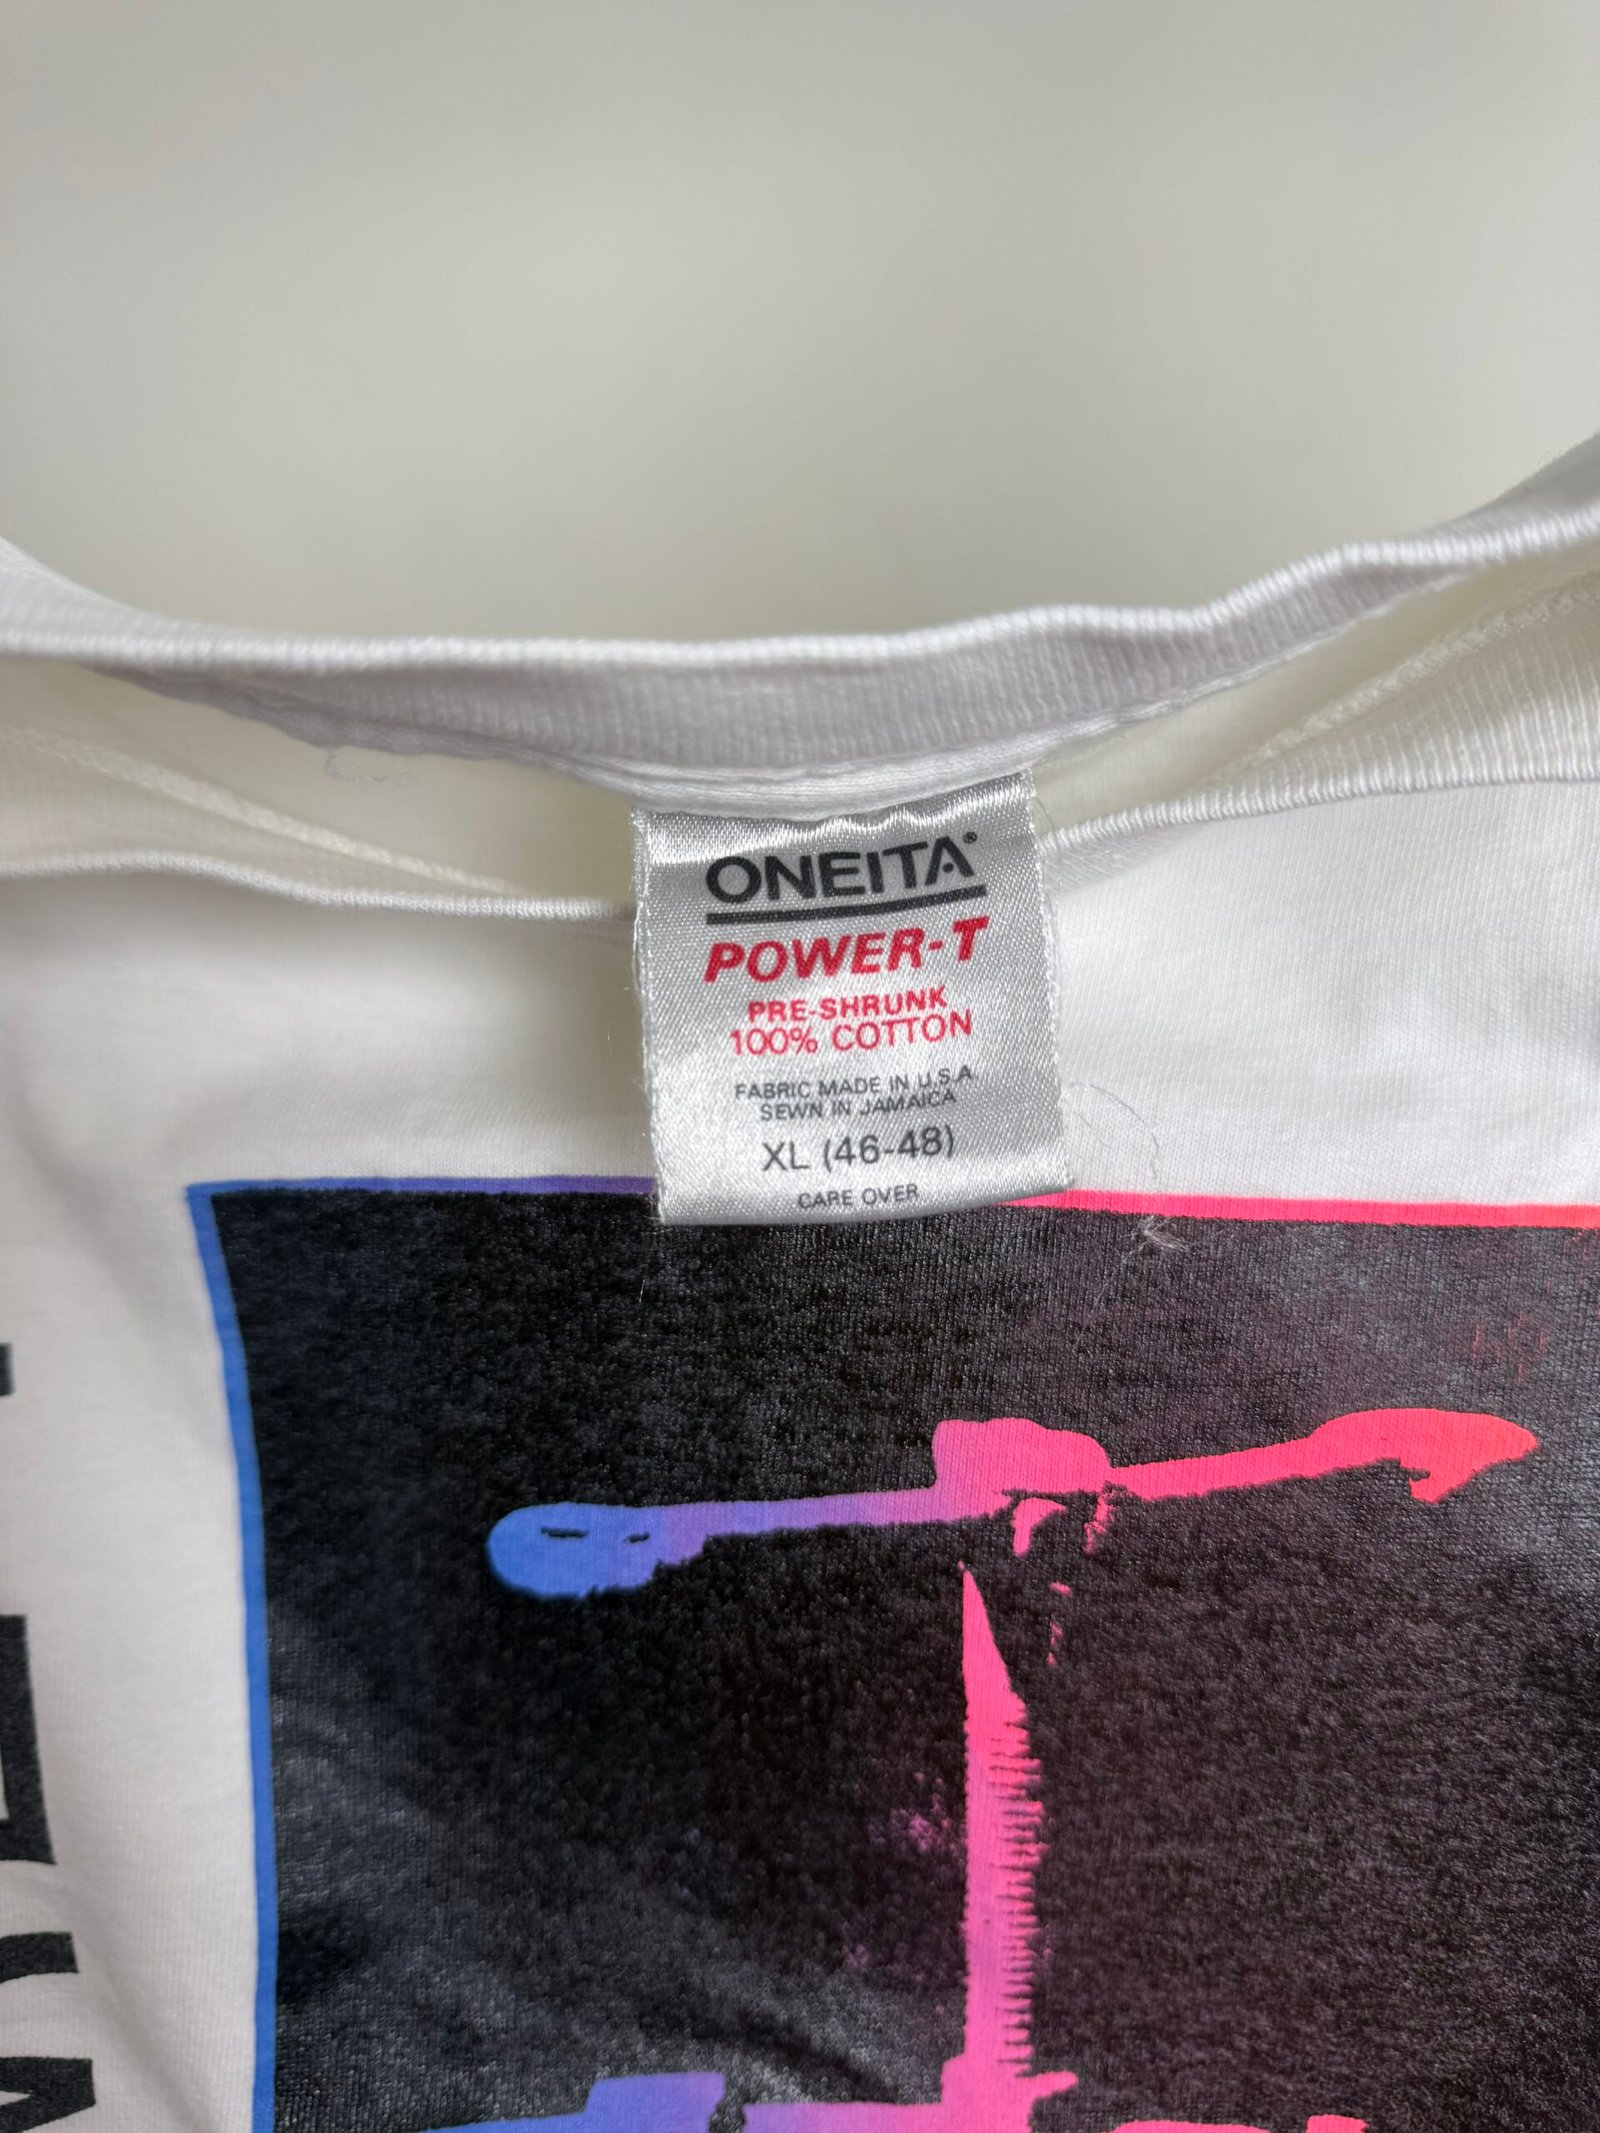 ONEITA®
POWER-T
PRE-SHRUNK
100% COTTON
FABRIC MADE IN U.S.A
SEWN IN JAMAICA
XL (46-48)
CARE OVER